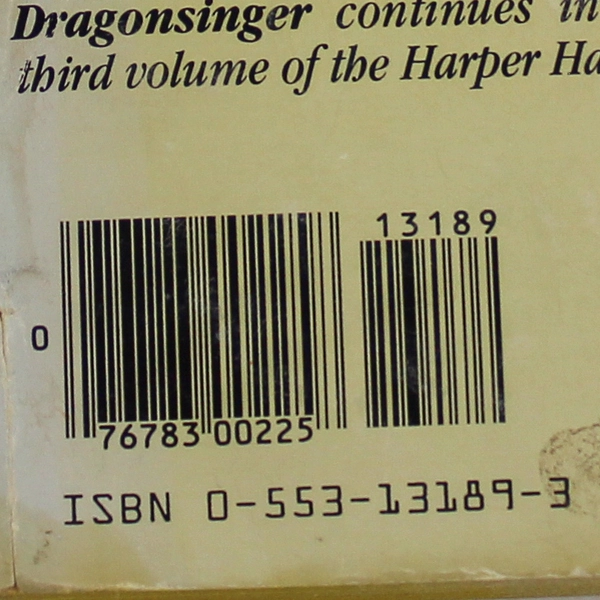 Dragonsinger continues in
third volume of the Harper Ha
13189
0
76783 00225
ISBN 0-553-13189-3